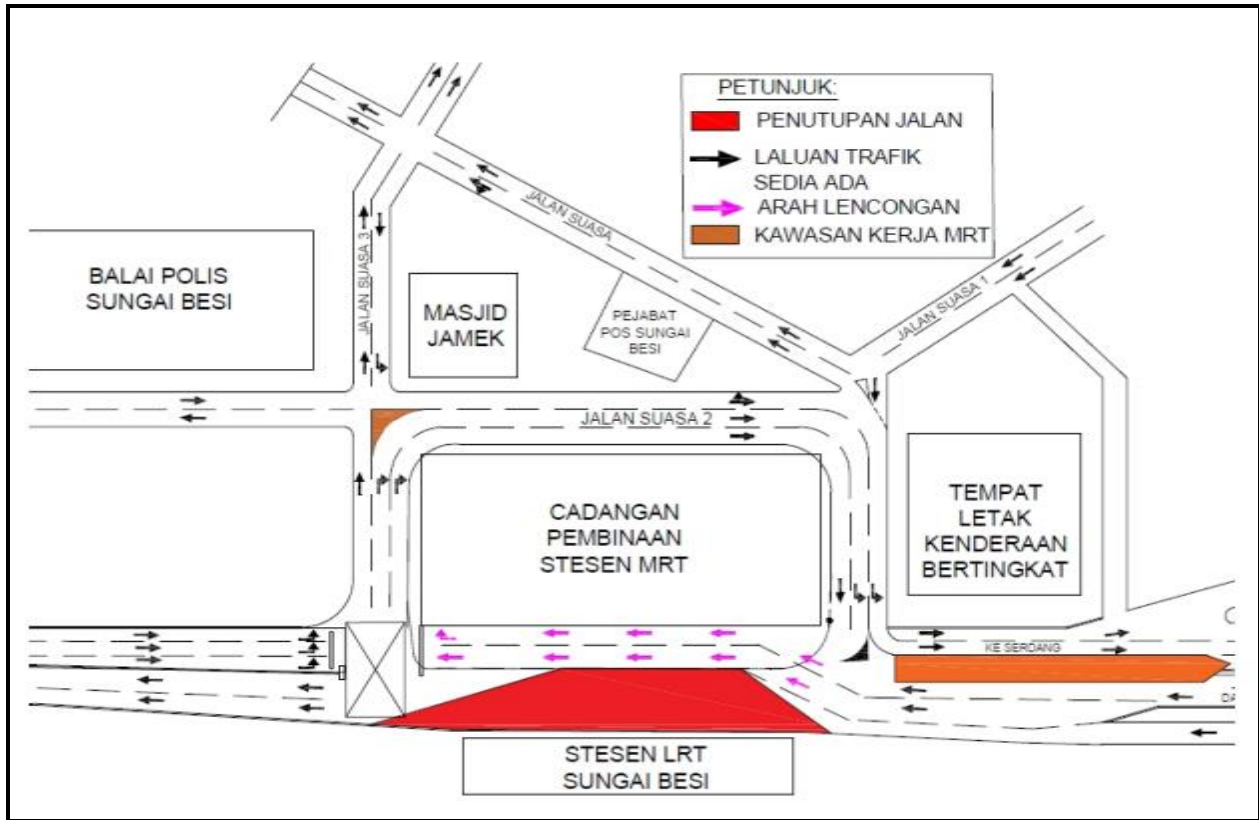 PETUNJUK:
PENUTUPAN JALAN
LALUAN TRAFIK
SEDIA ADA
ARAH LENCONGAN
KAWASAN KERJA MRT
JALAN SUASA
JALAN SUASA 1
BALAI POLIS
SUNGAI BESI
JALAN SUASA 3
MASJID
JAMEK
PEJABAT
POS SUNGAI
BESI
JALAN SUASA 2
CADANGAN
PEMBINAAN
STESEN MRT
TEMPAT
LETAK
KENDERAAN
BERTINGKAT
KE SERDANG
STESEN LRT
SUNGAI BESI